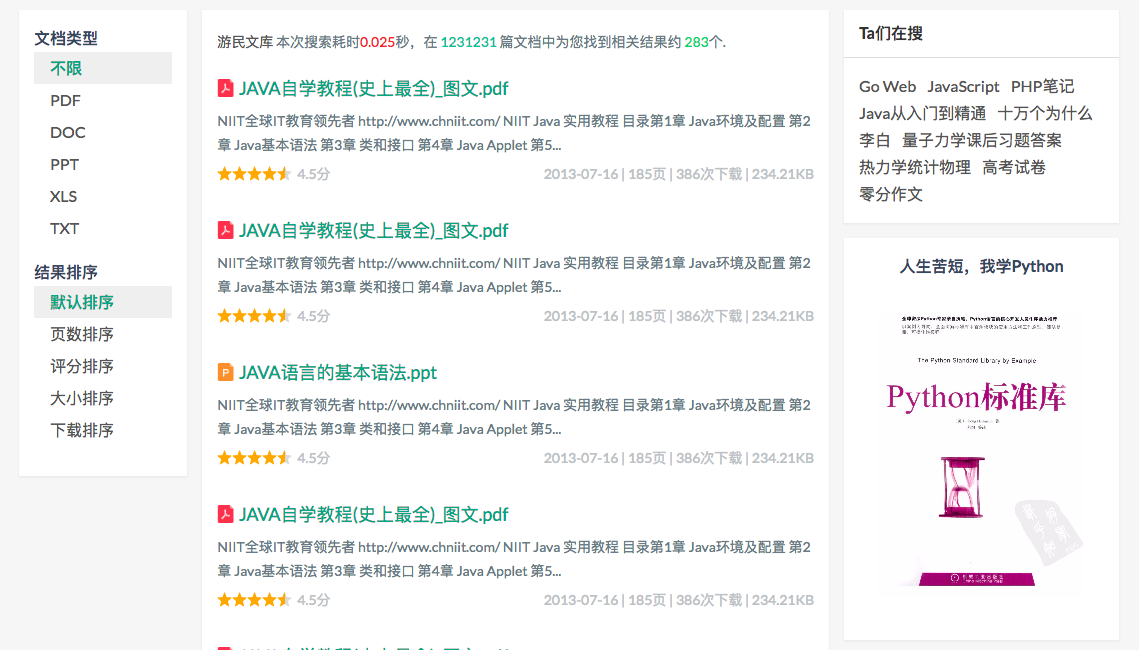 文档类型
不限
PDF
DOC
PPT
XLS
TXT
结果排序
默认排序
页数排序
评分排序
大小排序
下载排序
游民文库 本次搜索耗时0.025秒，在 1231231 篇文档中为您找到相关结果约 283个.
JAVA自学教程(史上最全)_图文.pdf
NIIT全球IT教育领先者 http://www.chniit.com/ NIIT Java 实用教程 目录第1章 Java环境及配置 第2
章 Java基本语法 第3章 类和接口 第4章 Java Applet 第5...
4.5分 2013-07-16 | 185页 | 386次下载 | 234.21KB
JAVA自学教程(史上最全)_图文.pdf
NIIT全球IT教育领先者 http://www.chniit.com/ NIIT Java 实用教程 目录第1章 Java环境及配置 第2
章 Java基本语法 第3章 类和接口 第4章 Java Applet 第5...
4.5分 2013-07-16 | 185页 | 386次下载 | 234.21KB
JAVA语言的基本语法.ppt
NIIT全球IT教育领先者 http://www.chniit.com/ NIIT Java 实用教程 目录第1章 Java环境及配置 第2
章 Java基本语法 第3章 类和接口 第4章 Java Applet 第5...
4.5分 2013-07-16 | 185页 | 386次下载 | 234.21KB
JAVA自学教程(史上最全)_图文.pdf
NIIT全球IT教育领先者 http://www.chniit.com/ NIIT Java 实用教程 目录第1章 Java环境及配置 第2
章 Java基本语法 第3章 类和接口 第4章 Java Applet 第5...
4.5分 2013-07-16 | 185页 | 386次下载 | 234.21KB
Ta们在搜
Go Web JavaScript PHP笔记
Java从入门到精通 十万个为什么
李白 量子力学课后习题答案
热力学统计物理 高考试卷
零分作文
人生苦短，我学Python
The Python Standard Library by Example
Python标准库